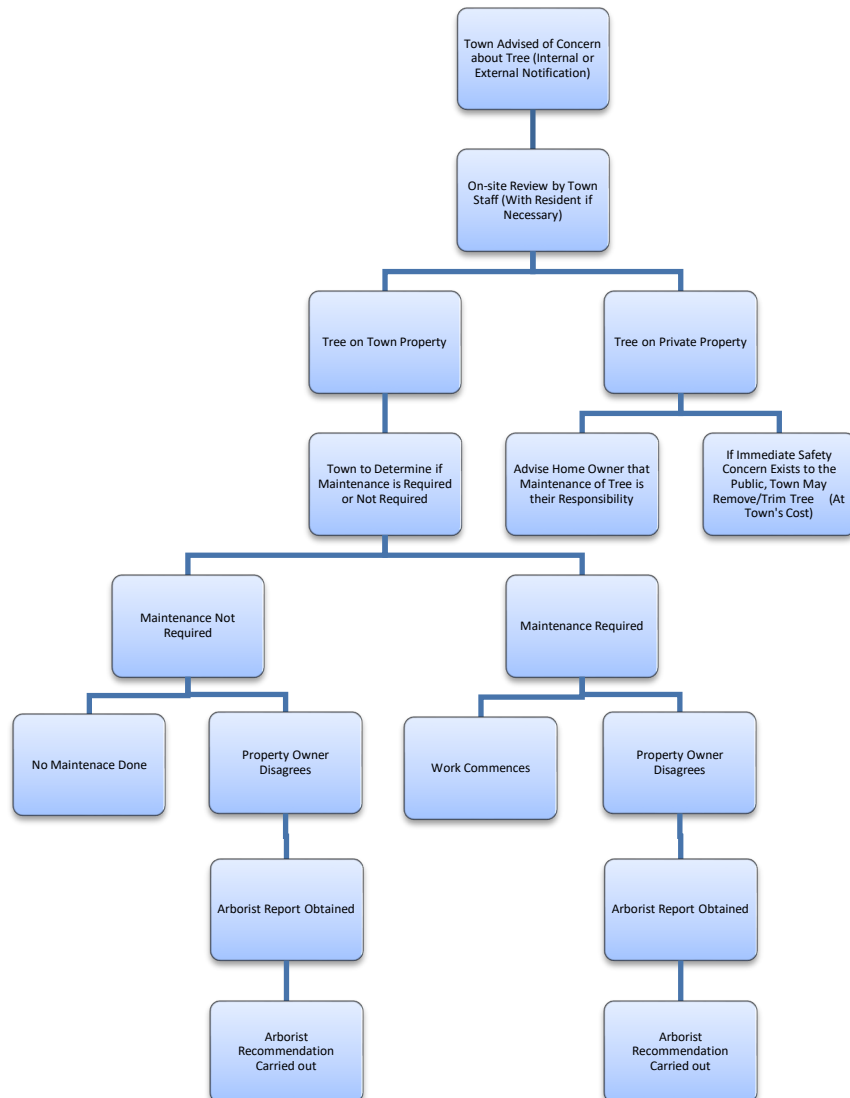 Town Advised of Concern
about Tree (Internal or
External Notification)
On-site Review by Town
Staff (With Resident if
Necessary)
Tree on Town Property
Tree on Private Property
Town to Determine if
Maintenance is Required
or Not Required
Advise Home Owner that
Maintenance of Tree is
their Responsibility
If Immediate Safety
Concern Exists to the
Public, Town May
Remove/Trim Tree (At
Town's Cost)
Maintenance Not
Required
Maintenance Required
No Maintenace Done
Property Owner
Disagrees
Work Commences
Property Owner
Disagrees
Arborist Report Obtained
Arborist Report Obtained
Arborist
Recommendation
Carried out
Arborist
Recommendation
Carried out